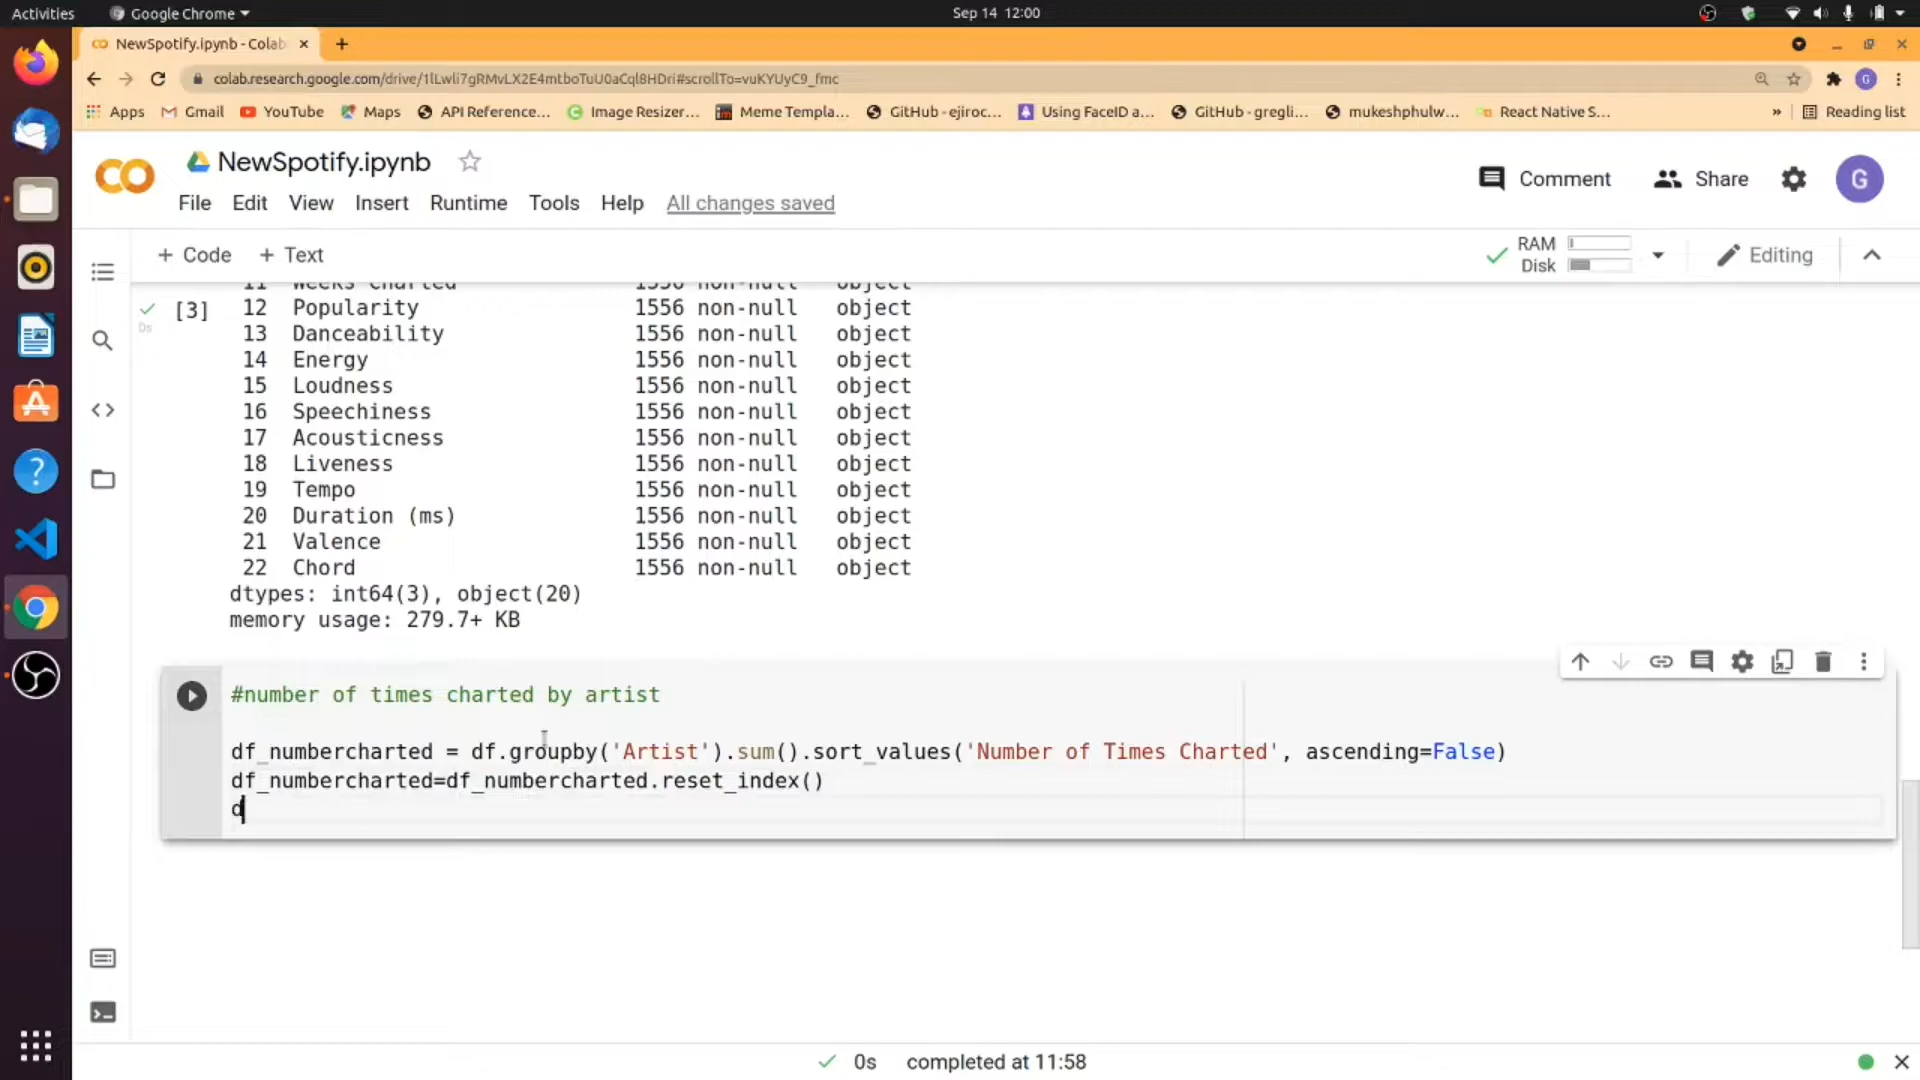 Activities
Google Chrome
Sep 14 12:00
NewSpotify.ipynb - Colab
colab.research.google.com/drive/1lLwli7gRMvLX2E4mtboTuU0aCql8HDri#scrollTo=vuKYUyC9_fmc
Apps Gmail YouTube Maps API Reference... Image Resizer... Meme Templa... GitHub - ejiroc... Using FaceID a... GitHub - gregli... mukeshphulw... React Native S... » Reading list
NewSpotify.ipynb
Comment Share G
File Edit View Insert Runtime Tools Help All changes saved
+ Code + Text
RAM
Disk
Editing
11 Weeks Charted 1556 non-null object
[3] 12 Popularity 1556 non-null object
0s
13 Danceability 1556 non-null object
14 Energy 1556 non-null object
15 Loudness 1556 non-null object
16 Speechiness 1556 non-null object
17 Acousticness 1556 non-null object
18 Liveness 1556 non-null object
19 Tempo 1556 non-null object
20 Duration (ms) 1556 non-null object
21 Valence 1556 non-null object
22 Chord 1556 non-null object
dtypes: int64(3), object(20)
memory usage: 279.7+ KB
#number of times charted by artist
df_numbercharted = df.groupby('Artist').sum().sort_values('Number of Times Charted', ascending=False)
df_numbercharted=df_numbercharted.reset_index()
d
0s completed at 11:58